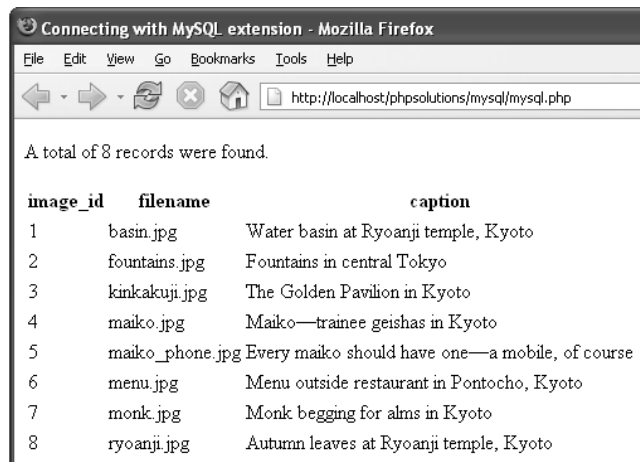 Connecting with MySQL extension - Mozilla Firefox
File Edit View Go Bookmarks Tools Help
http://localhost/phpsolutions/mysql/mysql.php
A total of 8 records were found.
image_id filename caption
1 basin.jpg Water basin at Ryoanji temple, Kyoto
2 fountains.jpg Fountains in central Tokyo
3 kinkakuji.jpg The Golden Pavilion in Kyoto
4 maiko.jpg Maiko—trainee geishas in Kyoto
5 maiko_phone.jpg Every maiko should have one—a mobile, of course
6 menu.jpg Menu outside restaurant in Pontocho, Kyoto
7 monk.jpg Monk begging for alms in Kyoto
8 ryoanji.jpg Autumn leaves at Ryoanji temple, Kyoto